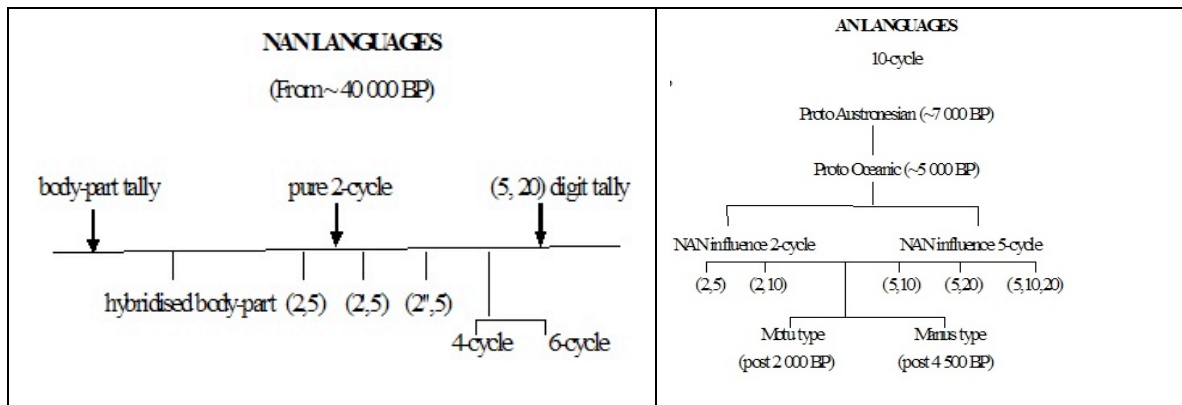 NAN LANGUAGES
(From ~ 40 000 BP)
body-part tally pure 2-cycle (5, 20) digit tally
hybridised body-part (2,5) (2,5) (2",5)
4-cycle 6-cycle
AN LANGUAGES
10-cycle
Proto Austronesian (~7 000 BP)
Proto Oceanic (~5 000 BP)
NAN influence 2-cycle NAN influence 5-cycle
(2,5) (2,10) (5,10) (5,20) (5,10,20)
Motu type Manus type
(post 2 000 BP) (post 4 500 BP)